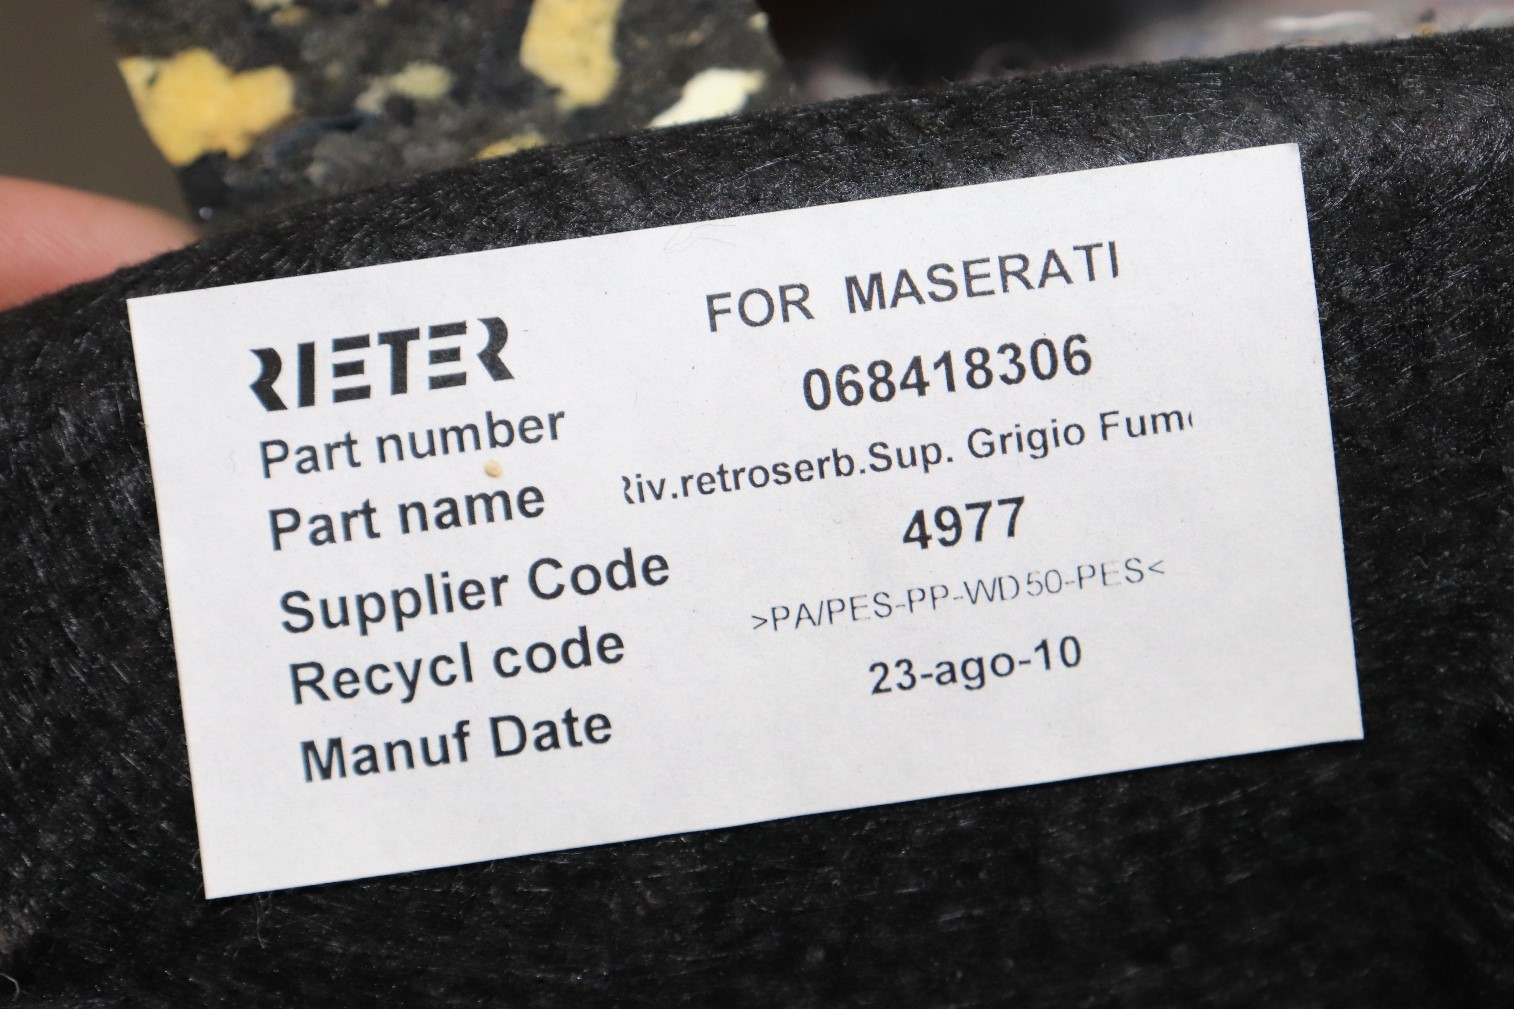 RIETER FOR MASERATI
Part number 068418306
Part name Riv.retroserb.Sup. Grigio Fum
Supplier Code 4977
Recycl code >PA/PES-PP-WD50-PES<
Manuf Date 23-ago-10